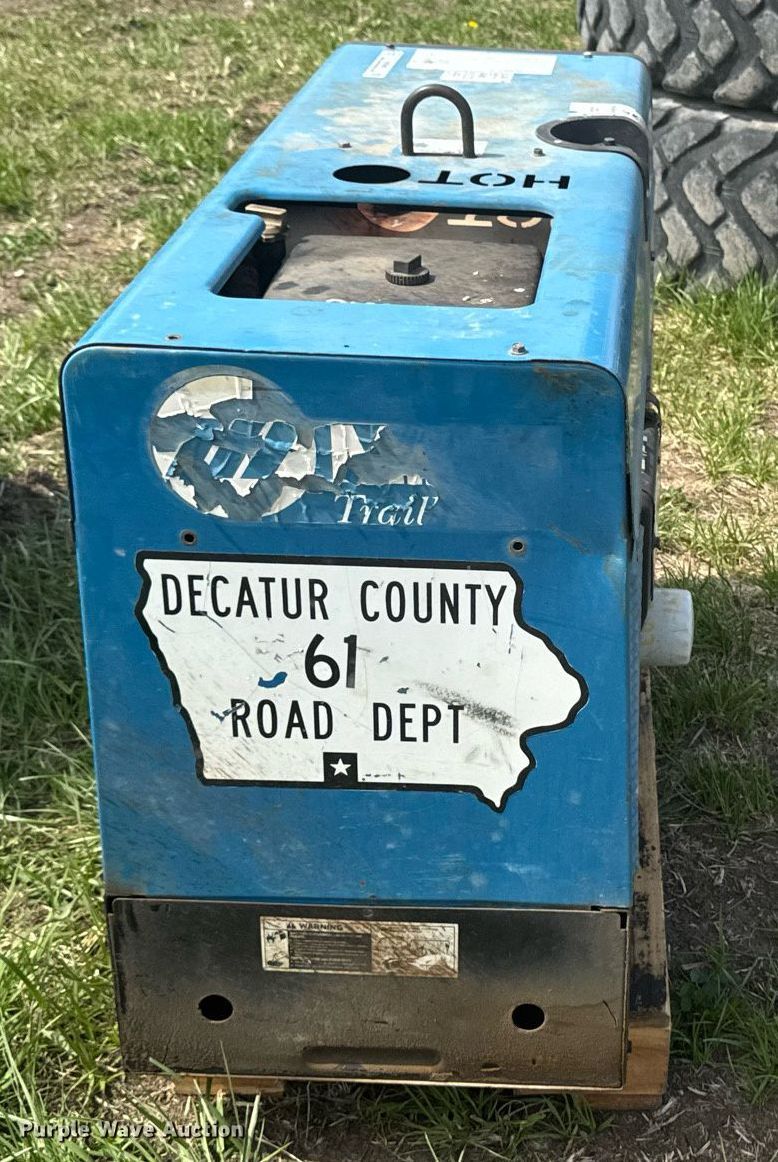 HOT
Trail
DECATUR COUNTY
61
ROAD DEPT
WARNING
Purple Wave Auction